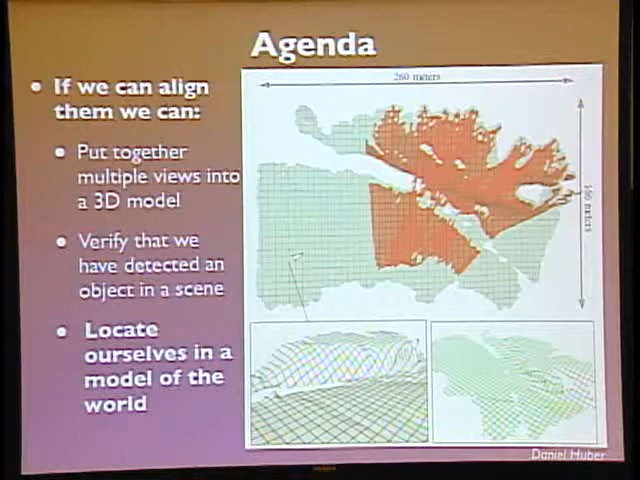 Agenda
260 meters
• If we can align
them we can:
• Put together
multiple views into
a 3D model
• Verify that we
have detected an
object in a scene
• Locate
ourselves in a
model of the
world
meters
Daniel Huber